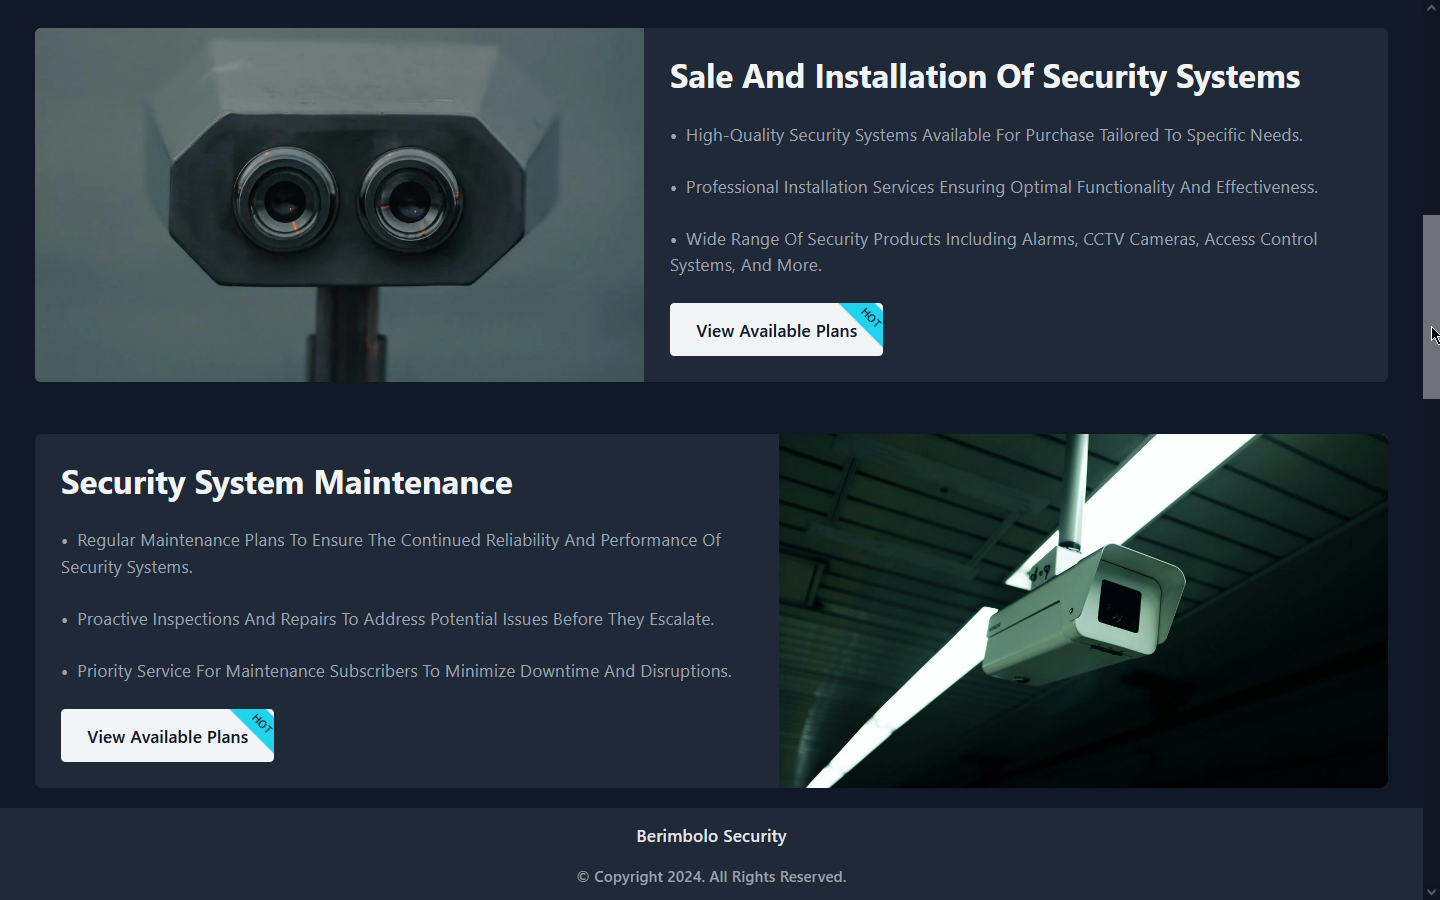 Sale And Installation Of Security Systems
• High-Quality Security Systems Available For Purchase Tailored To Specific Needs.
• Professional Installation Services Ensuring Optimal Functionality And Effectiveness.
• Wide Range Of Security Products Including Alarms, CCTV Cameras, Access Control
Systems, And More.
View Available Plans
HOT
Security System Maintenance
• Regular Maintenance Plans To Ensure The Continued Reliability And Performance Of
Security Systems.
• Proactive Inspections And Repairs To Address Potential Issues Before They Escalate.
• Priority Service For Maintenance Subscribers To Minimize Downtime And Disruptions.
View Available Plans
HOT
Berimbolo Security
© Copyright 2024. All Rights Reserved.